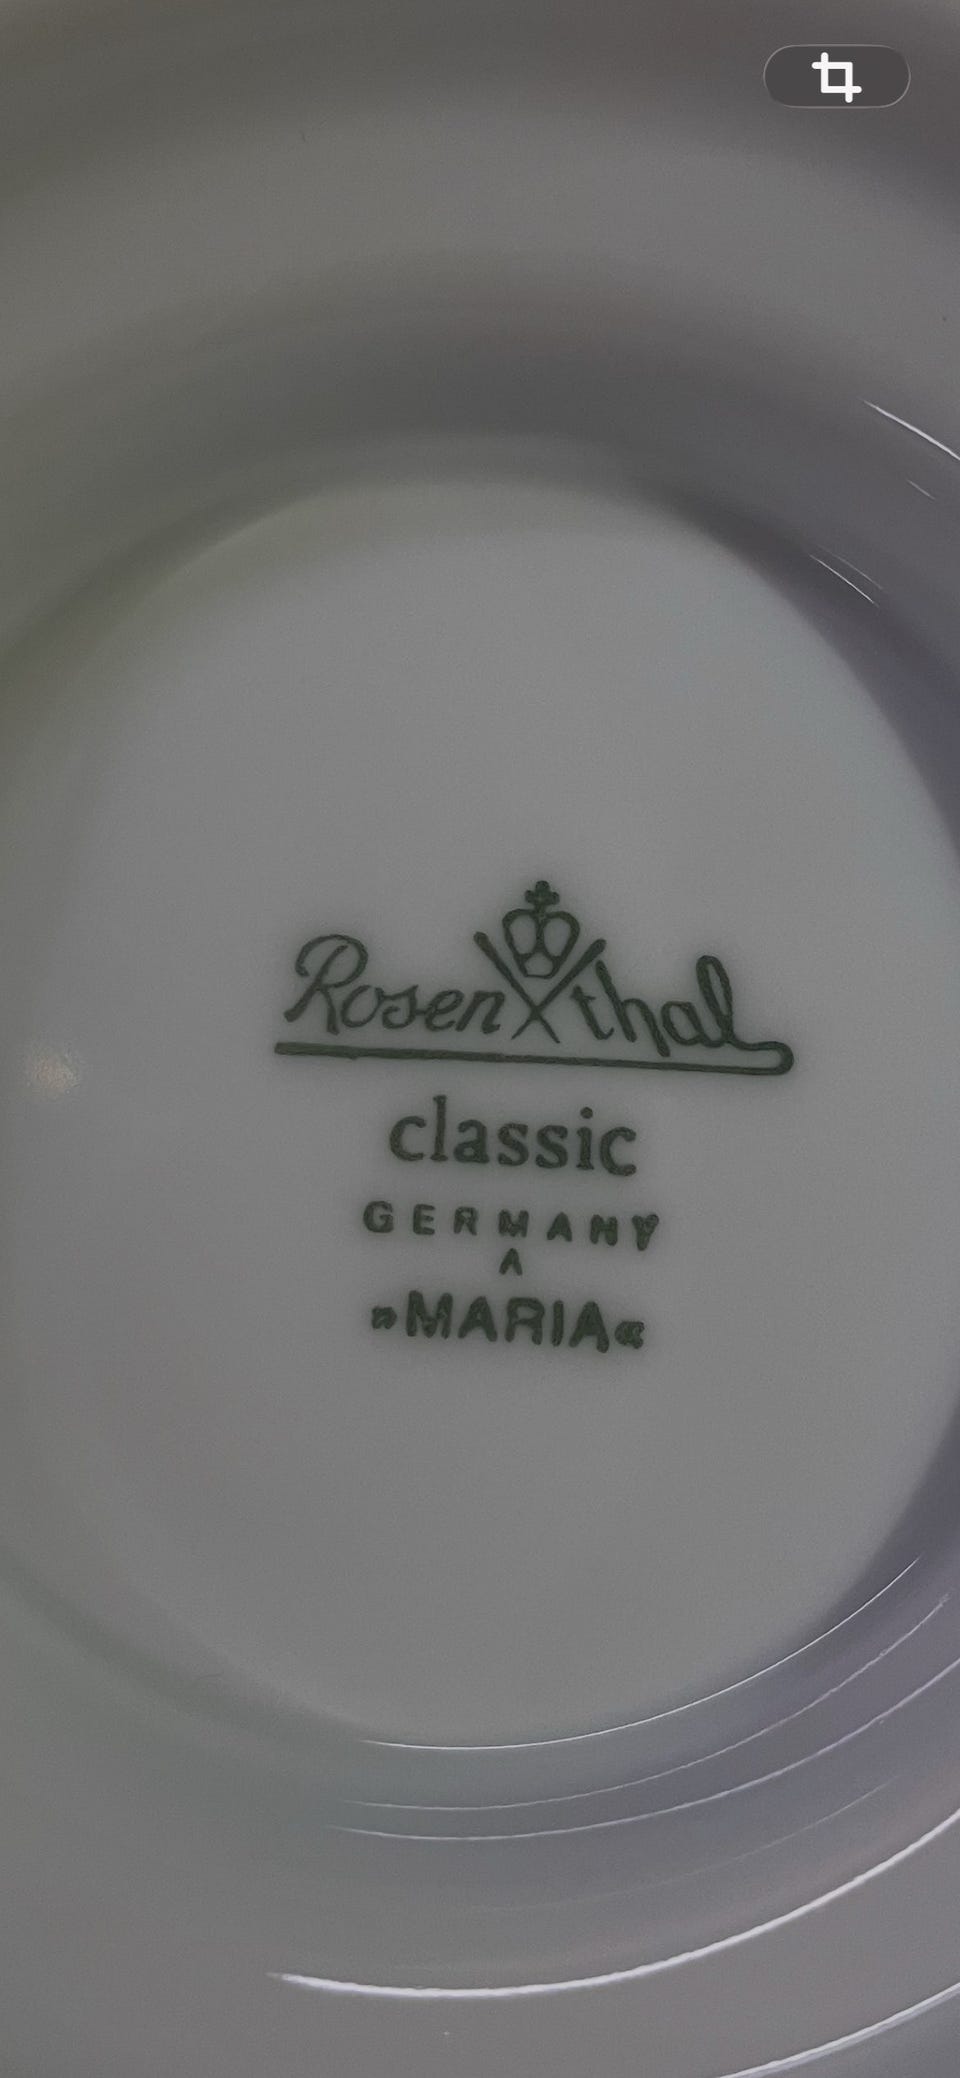 Rosenthal
classic
GERMANY
A
»MARIA«